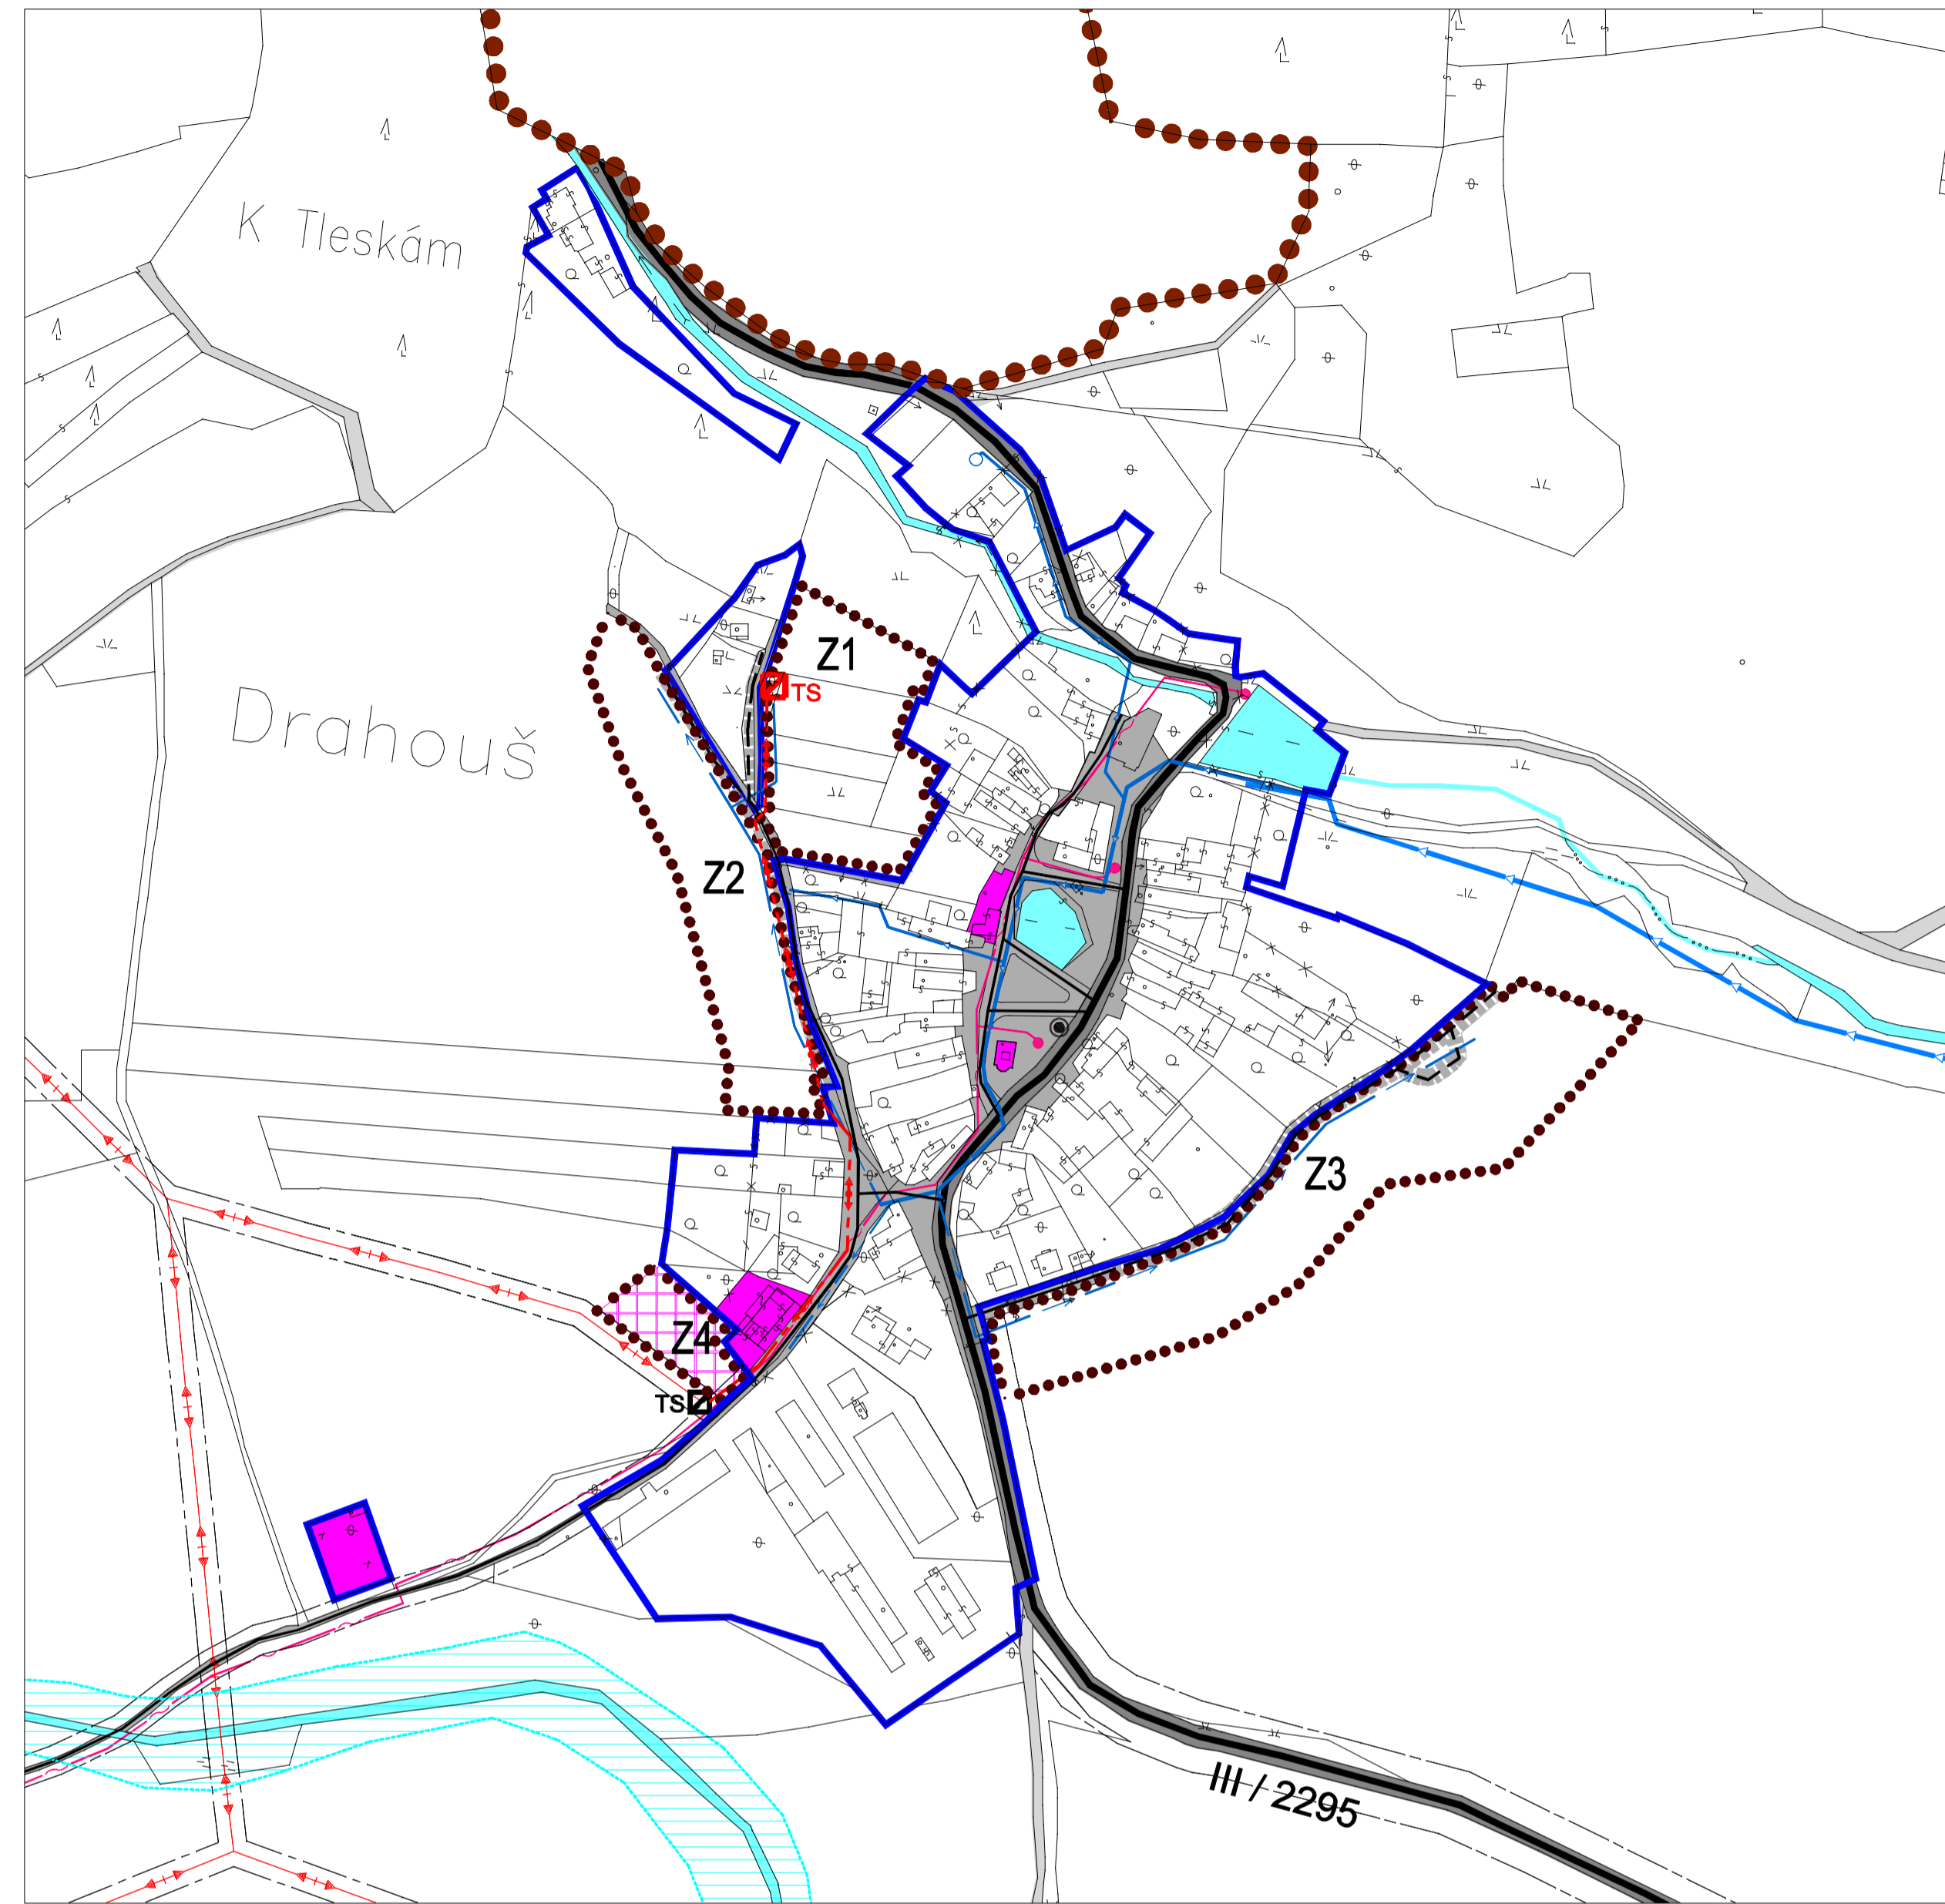 K Tleskám
Z1
TS
Drahouš
Z2
Z3
Z4
TS
III / 2295